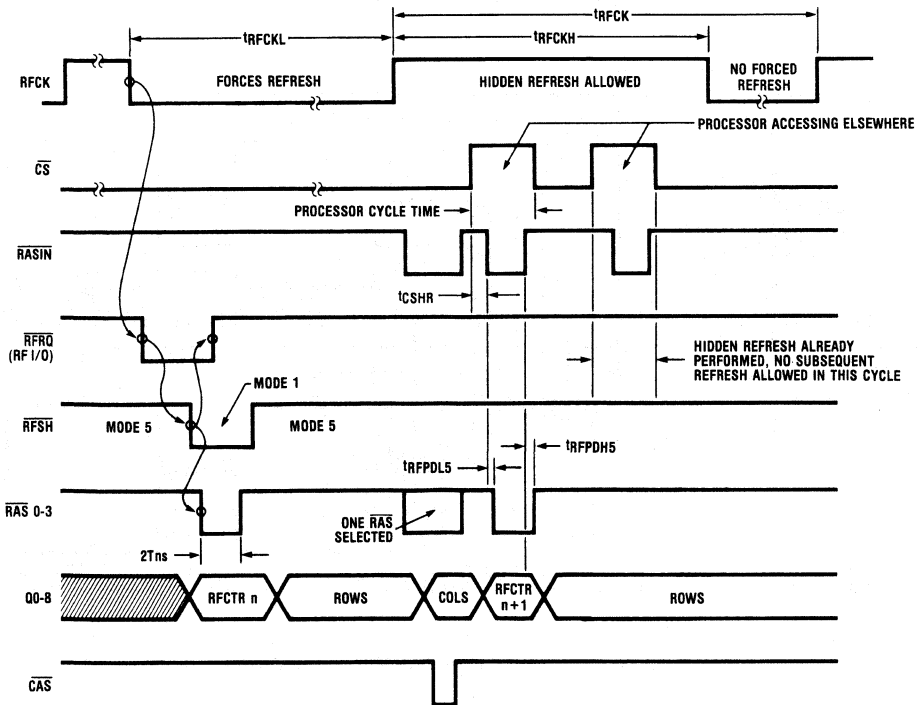 tRFCK
tRFCKL
tRFCKH
RFCK
FORCES REFRESH
HIDDEN REFRESH ALLOWED
NO FORCED
REFRESH
PROCESSOR ACCESSING ELSEWHERE
CS
PROCESSOR CYCLE TIME
RASIN
tCSHR
RFRQ
(RF I/O)
HIDDEN REFRESH ALREADY
PERFORMED, NO SUBSEQUENT
REFRESH ALLOWED IN THIS CYCLE
MODE 1
RFSH
MODE 5
MODE 5
tRFPDH5
tRFPDL5
RAS 0-3
ONE RAS
SELECTED
2Tns
Q0-8
RFCTR n
ROWS
COLS
RFCTR
n+1
ROWS
CAS